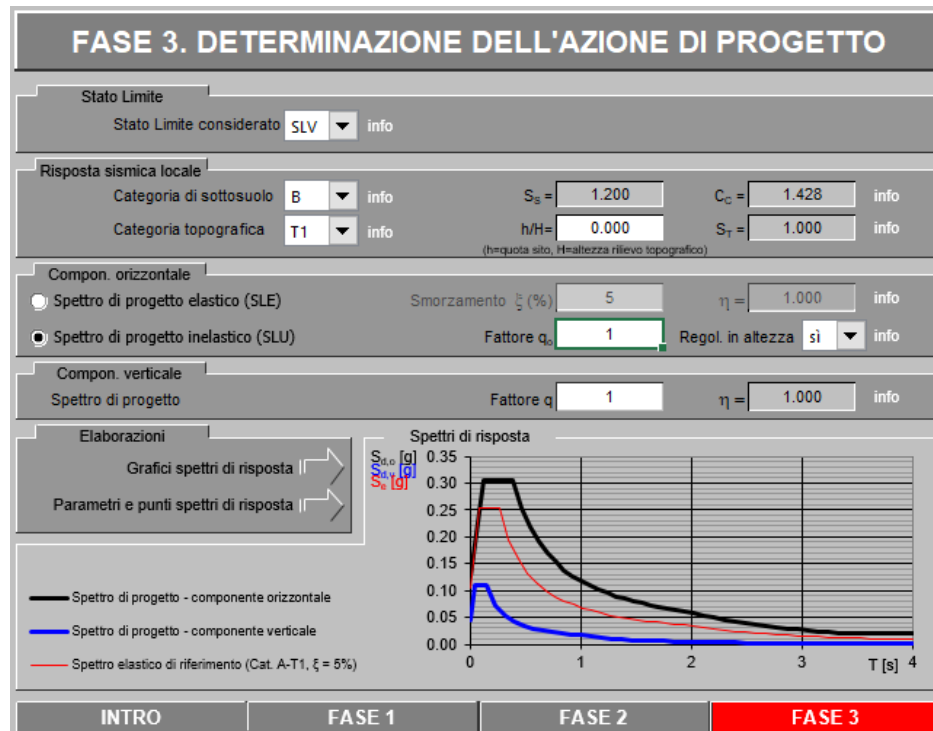 FASE 3. DETERMINAZIONE DELL'AZIONE DI PROGETTO
Stato Limite
Stato Limite considerato SLV info
Risposta sismica locale
Categoria di sottosuolo B info Sₛ = 1.200 C_C = 1.428 info
Categoria topografica T1 info h/H= 0.000 S_T = 1.000 info
(h=quota sito, H=altezza rilievo topografico)
Compon. orizzontale
Spettro di progetto elastico (SLE) Smorzamento ξ (%) 5 η = 1.000 info
Spettro di progetto inelastico (SLU) Fattore qₒ 1 Regol. in altezza sì info
Compon. verticale
Spettro di progetto Fattore q 1 η = 1.000 info
Elaborazioni
Grafici spettri di risposta
Parametri e punti spettri di risposta
Spettri di risposta
S_d,o [g]
S_d,v [g]
S_e [g]
0.35
0.30
0.25
0.20
0.15
0.10
0.05
0.00
0 1 2 3 T [s] 4
Spettro di progetto - componente orizzontale
Spettro di progetto - componente verticale
Spettro elastico di riferimento (Cat. A-T1, ξ = 5%)
INTRO FASE 1 FASE 2 FASE 3